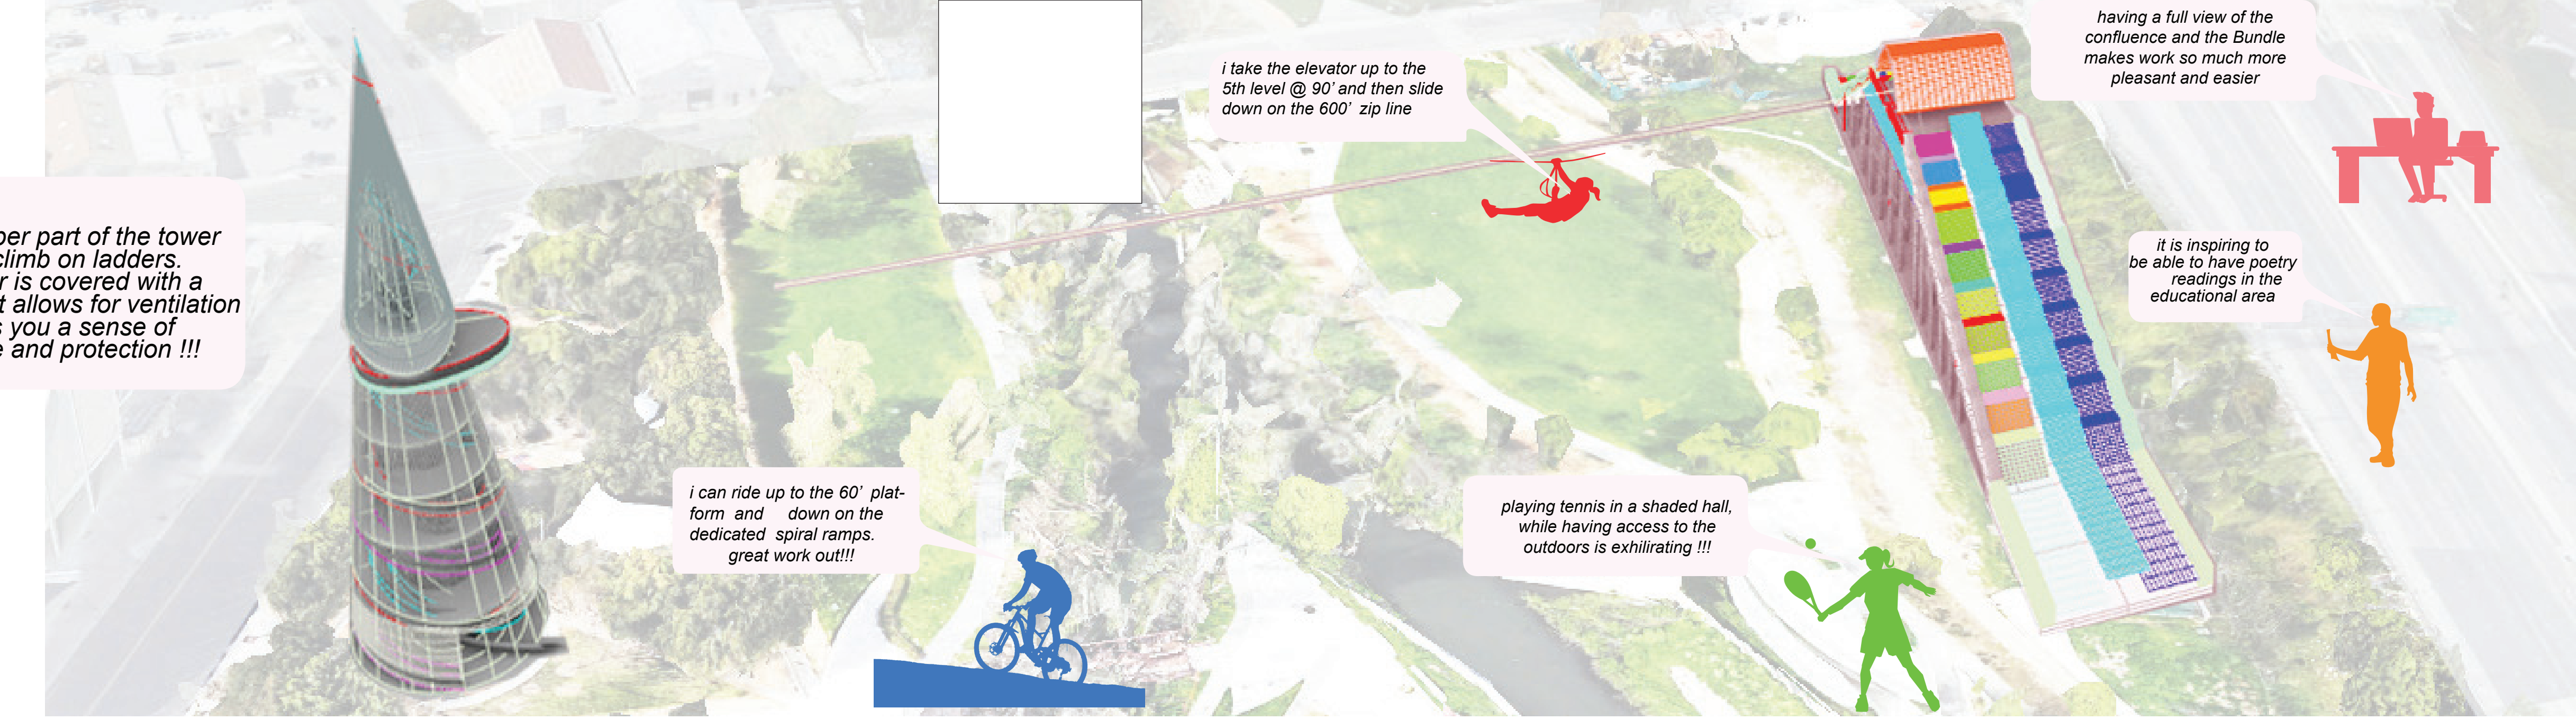 per part of the tower
climb on ladders.
r is covered with a
t allows for ventilation
s you a sense of
e and protection !!!
i can ride up to the 60’ plat-
form and down on the
dedicated spiral ramps.
great work out!!!
i take the elevator up to the
5th level @ 90’ and then slide
down on the 600’ zip line
playing tennis in a shaded hall,
while having access to the
outdoors is exhilirating !!!
having a full view of the
confluence and the Bundle
makes work so much more
pleasant and easier
it is inspiring to
be able to have poetry
readings in the
educational area